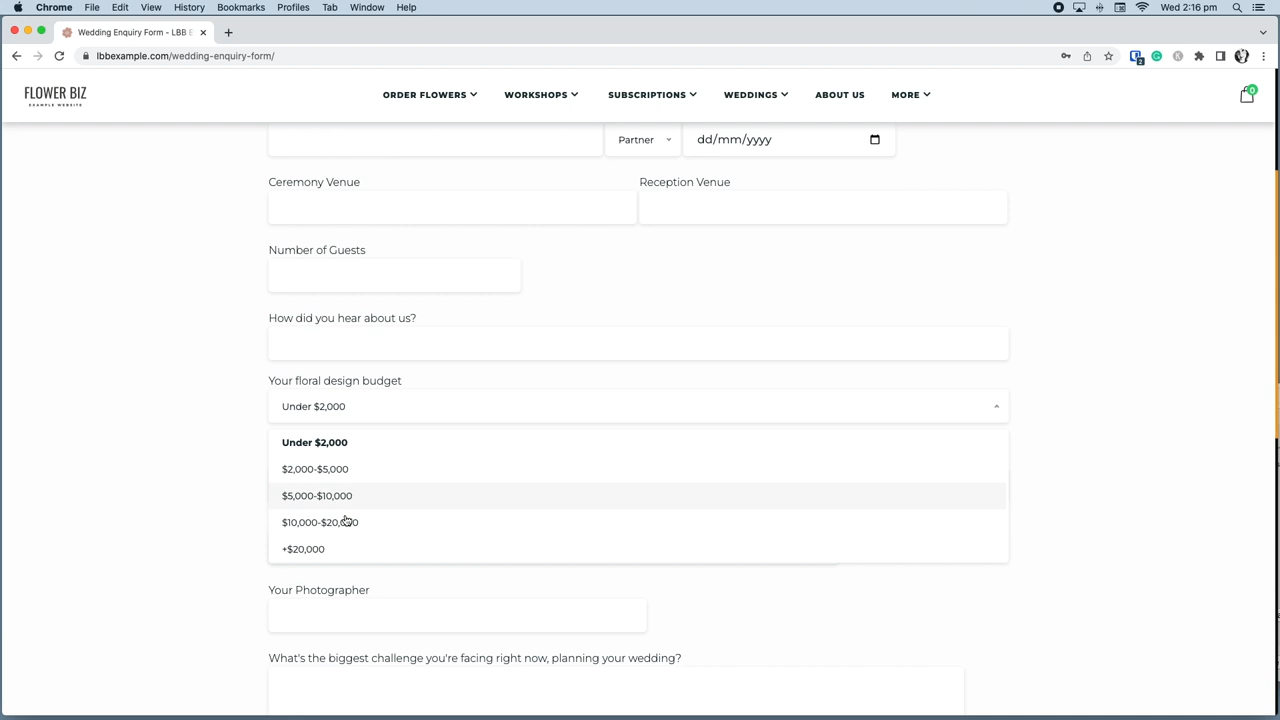 Chrome File Edit View History Bookmarks Profiles Tab Window Help Wed 2:16 pm
Wedding Enquiry Form - LBB
lbbexample.com/wedding-enquiry-form/ 2
FLOWER BIZ
EXAMPLE WEBSITE
ORDER FLOWERS WORKSHOPS SUBSCRIPTIONS WEDDINGS ABOUT US MORE 0
Partner dd/mm/yyyy
Ceremony Venue Reception Venue
Number of Guests
How did you hear about us?
Your floral design budget
Under $2,000
Under $2,000
$2,000-$5,000
$5,000-$10,000
$10,000-$20,000
+$20,000
Your Photographer
What's the biggest challenge you're facing right now, planning your wedding?